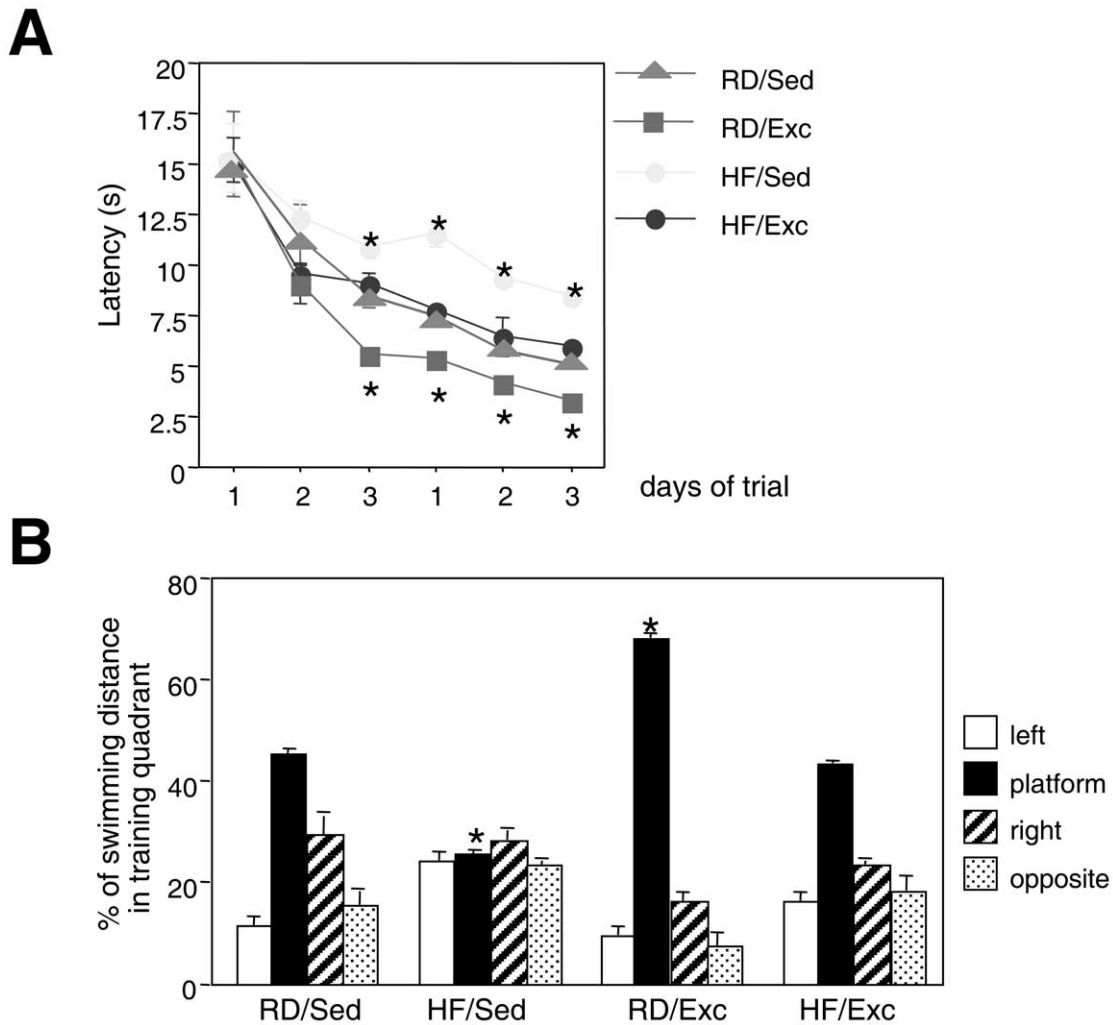 A
20
17.5
15
12.5
10
7.5
5
2.5
0
Latency (s)
* * * *
* * * *
1 2 3 1 2 3
days of trial
RD/Sed
RD/Exc
HF/Sed
HF/Exc
B
80
60
40
20
0
% of swimming distance
in training quadrant
*
*
RD/Sed HF/Sed RD/Exc HF/Exc
left
platform
right
opposite